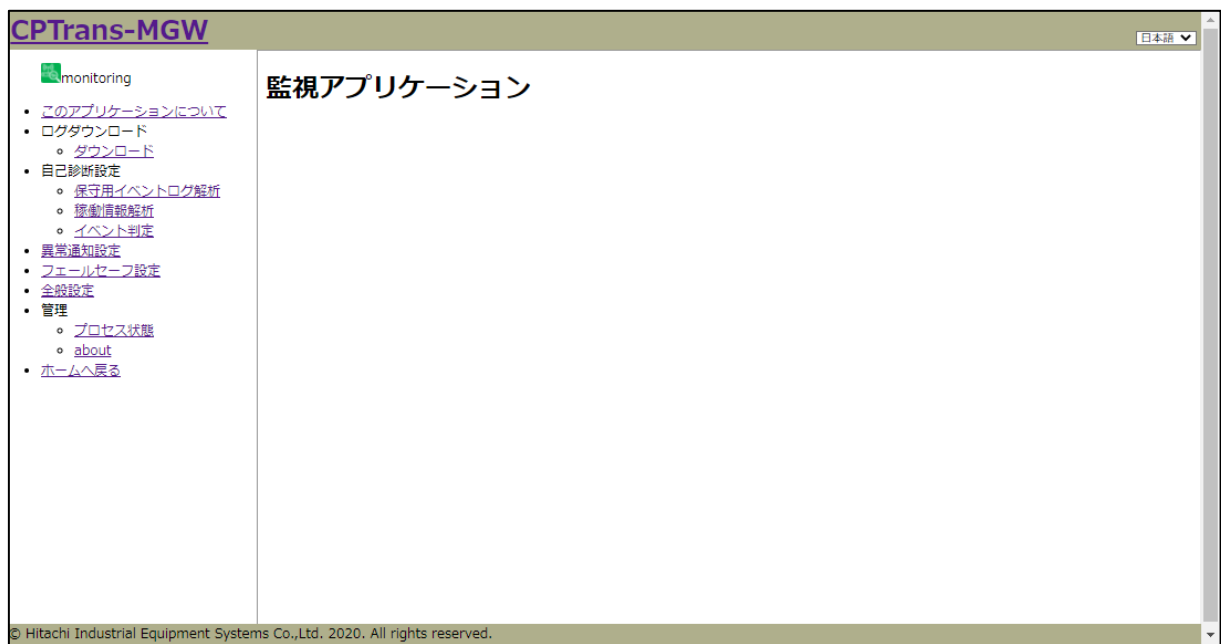 CPTrans-MGW
日本語
monitoring
このアプリケーションについて
ログダウンロード
ダウンロード
自己診断設定
保守用イベントログ解析
稼働情報解析
イベント判定
異常通知設定
フェールセーフ設定
全般設定
管理
プロセス状態
about
ホームへ戻る
監視アプリケーション
© Hitachi Industrial Equipment Systems Co.,Ltd. 2020. All rights reserved.